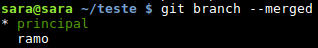 sara@sara ~/teste $ git branch --merged
* principal
  ramo